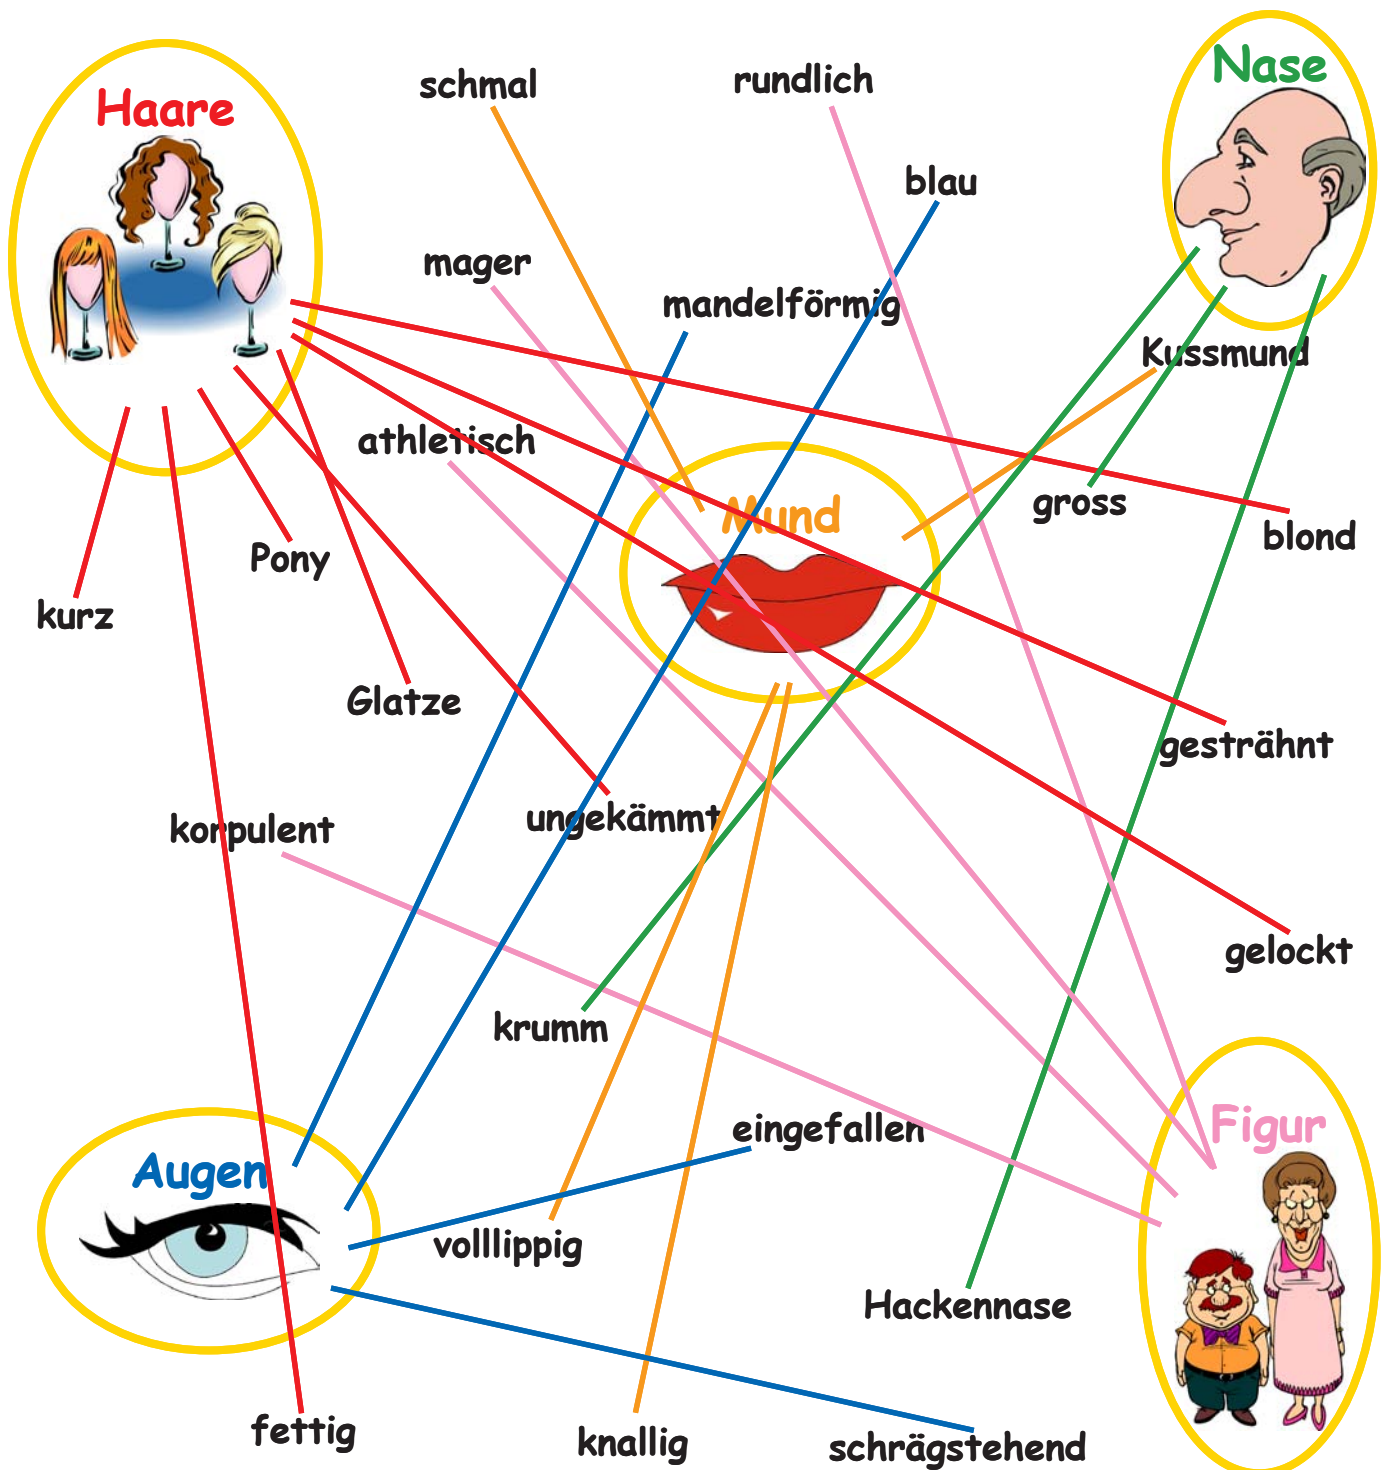 Nase
schmal
rundlich
Haare
blau
mager
mandelförmig
Kussmund
athletisch
gross
Mund
blond
Pony
kurz
Glatze
gesträhnt
ungekämmt
korpulent
gelockt
krumm
eingefallen
Figur
Augen
volllippig
Hackennase
fettig
knallig
schrägstehend